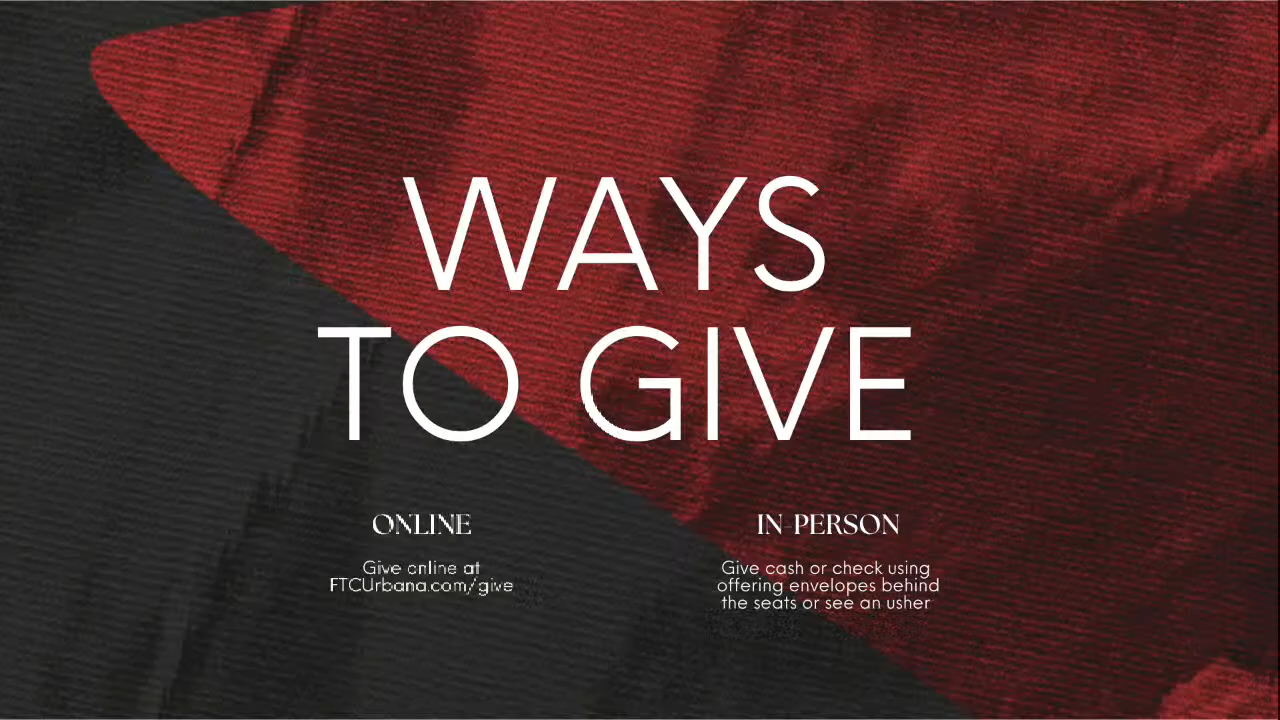 WAYS
TO GIVE
ONLINE
Give online at
FTCUrbana.com/give
IN-PERSON
Give cash or check using
offering envelopes behind
the seats or see an usher